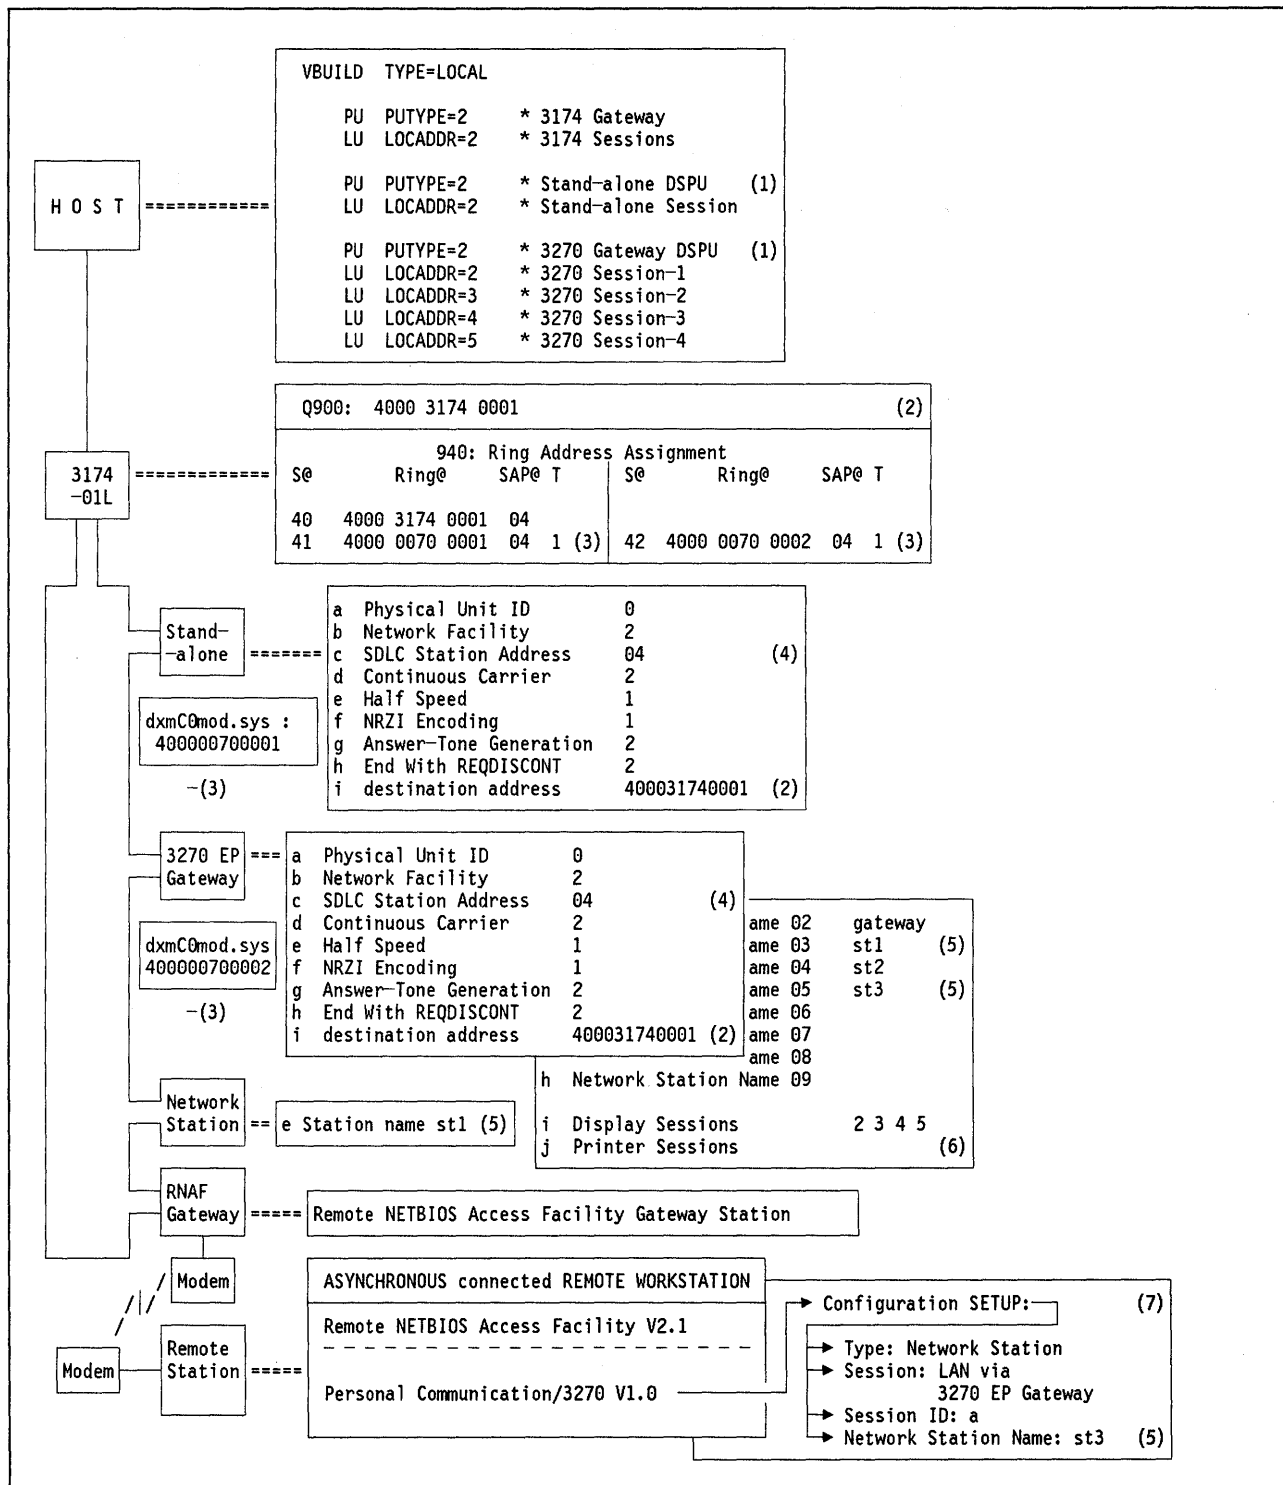 VBUILD TYPE=LOCAL
PU PUTYPE=2 * 3174 Gateway
LU LOCADDR=2 * 3174 Sessions
PU PUTYPE=2 * Stand-alone DSPU (1)
LU LOCADDR=2 * Stand-alone Session
PU PUTYPE=2 * 3270 Gateway DSPU (1)
LU LOCADDR=2 * 3270 Session-1
LU LOCADDR=3 * 3270 Session-2
LU LOCADDR=4 * 3270 Session-3
LU LOCADDR=5 * 3270 Session-4
H O S T ============
Q900: 4000 3174 0001 (2)
940: Ring Address Assignment
S@ Ring@ SAP@ T S@ Ring@ SAP@ T
40 4000 3174 0001 04
41 4000 0070 0001 04 1 (3) 42 4000 0070 0002 04 1 (3)
3174
-01L =============
Stand-
-alone =======
a Physical Unit ID 0
b Network Facility 2
c SDLC Station Address 04 (4)
d Continuous Carrier 2
e Half Speed 1
f NRZI Encoding 1
g Answer-Tone Generation 2
h End With REQDISCONT 2
i destination address 400031740001 (2)
dxmC0mod.sys :
400000700001
-(3)
3270 EP ===
Gateway
a Physical Unit ID 0
b Network Facility 2
c SDLC Station Address 04 (4)
d Continuous Carrier 2
e Half Speed 1
f NRZI Encoding 1
g Answer-Tone Generation 2
h End With REQDISCONT 2
i destination address 400031740001 (2)
dxmC0mod.sys
400000700002
-(3)
ame 02 gateway
ame 03 st1 (5)
ame 04 st2
ame 05 st3 (5)
ame 06
ame 07
ame 08
h Network Station Name 09
i Display Sessions 2 3 4 5
j Printer Sessions (6)
Network
Station == e Station name st1 (5)
RNAF
Gateway ===== Remote NETBIOS Access Facility Gateway Station
Modem
Modem
Remote
Station =====
ASYNCHRONOUS connected REMOTE WORKSTATION
Remote NETBIOS Access Facility V2.1
Personal Communication/3270 V1.0
Configuration SETUP: (7)
Type: Network Station
Session: LAN via
3270 EP Gateway
Session ID: a
Network Station Name: st3 (5)